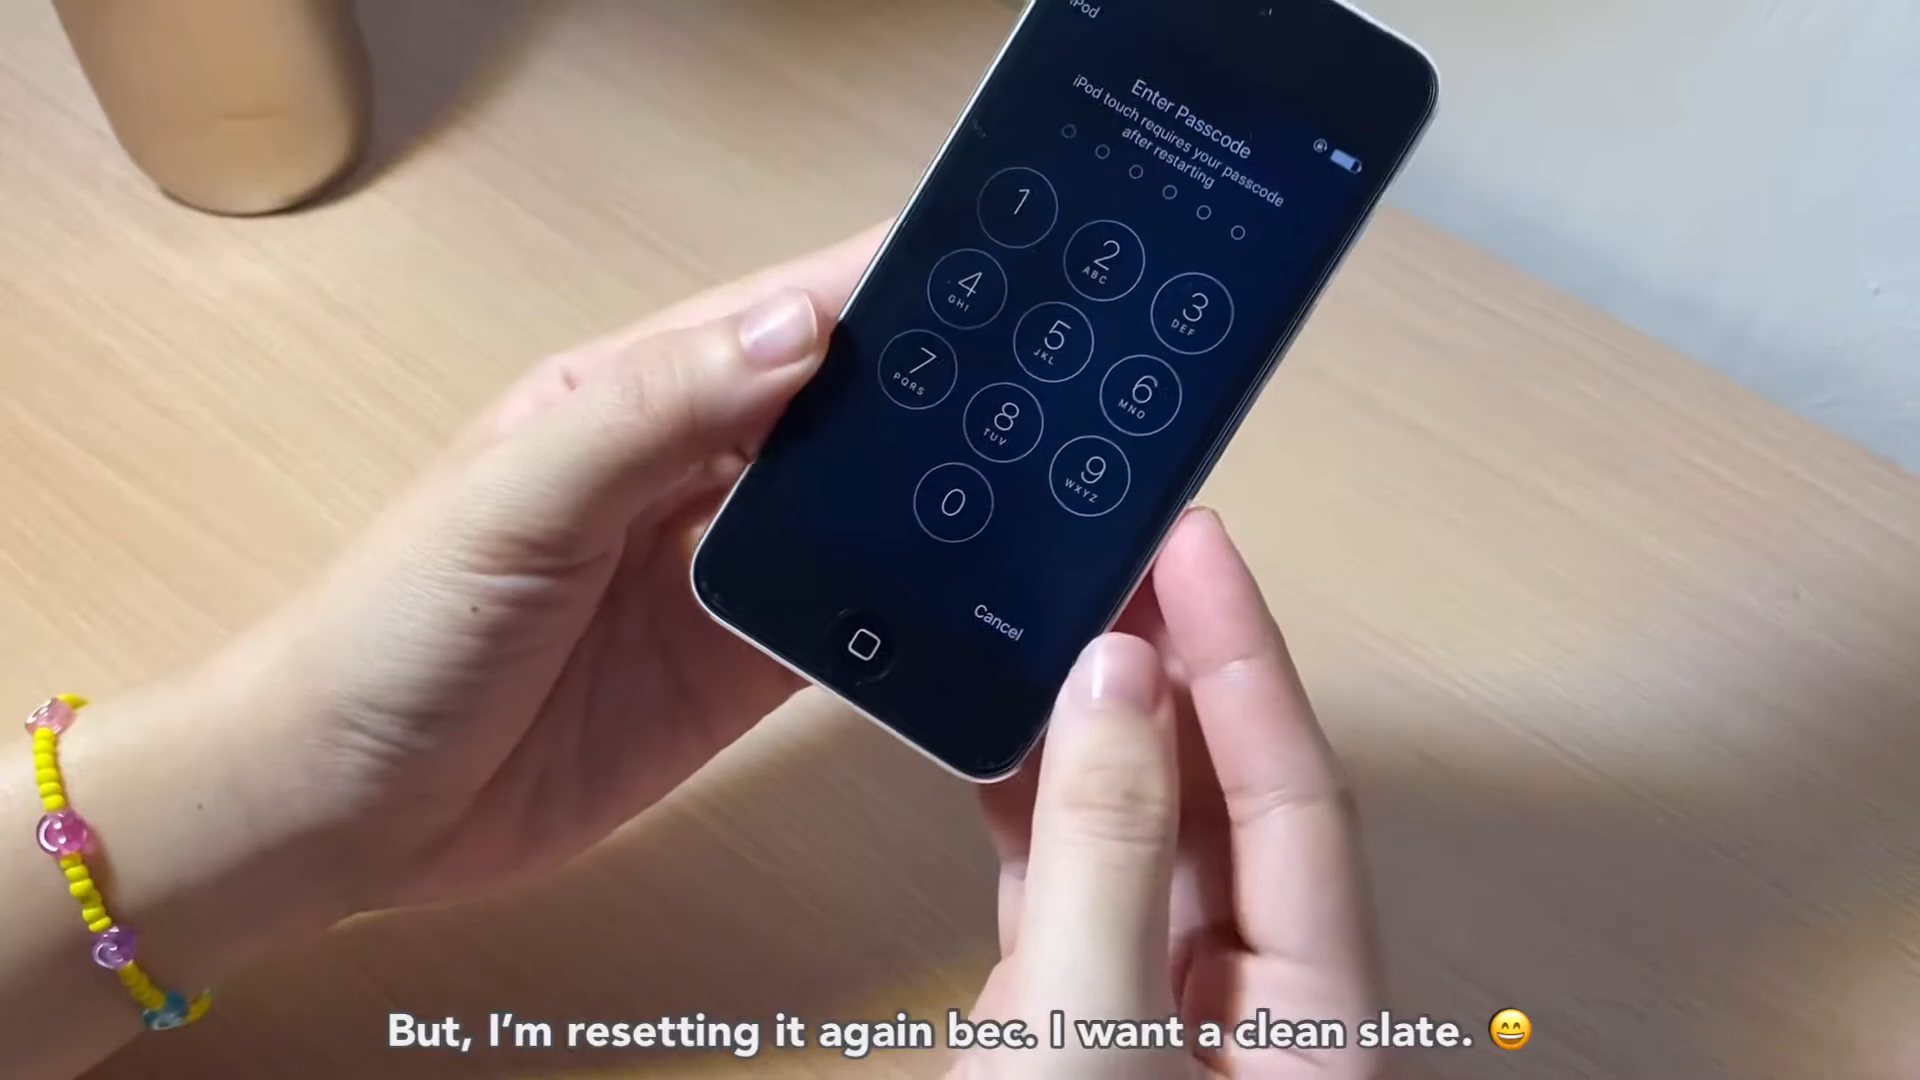 iPod
Enter Passcode
iPod touch requires your passcode
after restarting
1
2
ABC
3
DEF
4
GHI
5
JKL
6
MNO
7
PQRS
8
TUV
9
WXYZ
0
Cancel
But, I’m resetting it again bec. I want a clean slate. 😄